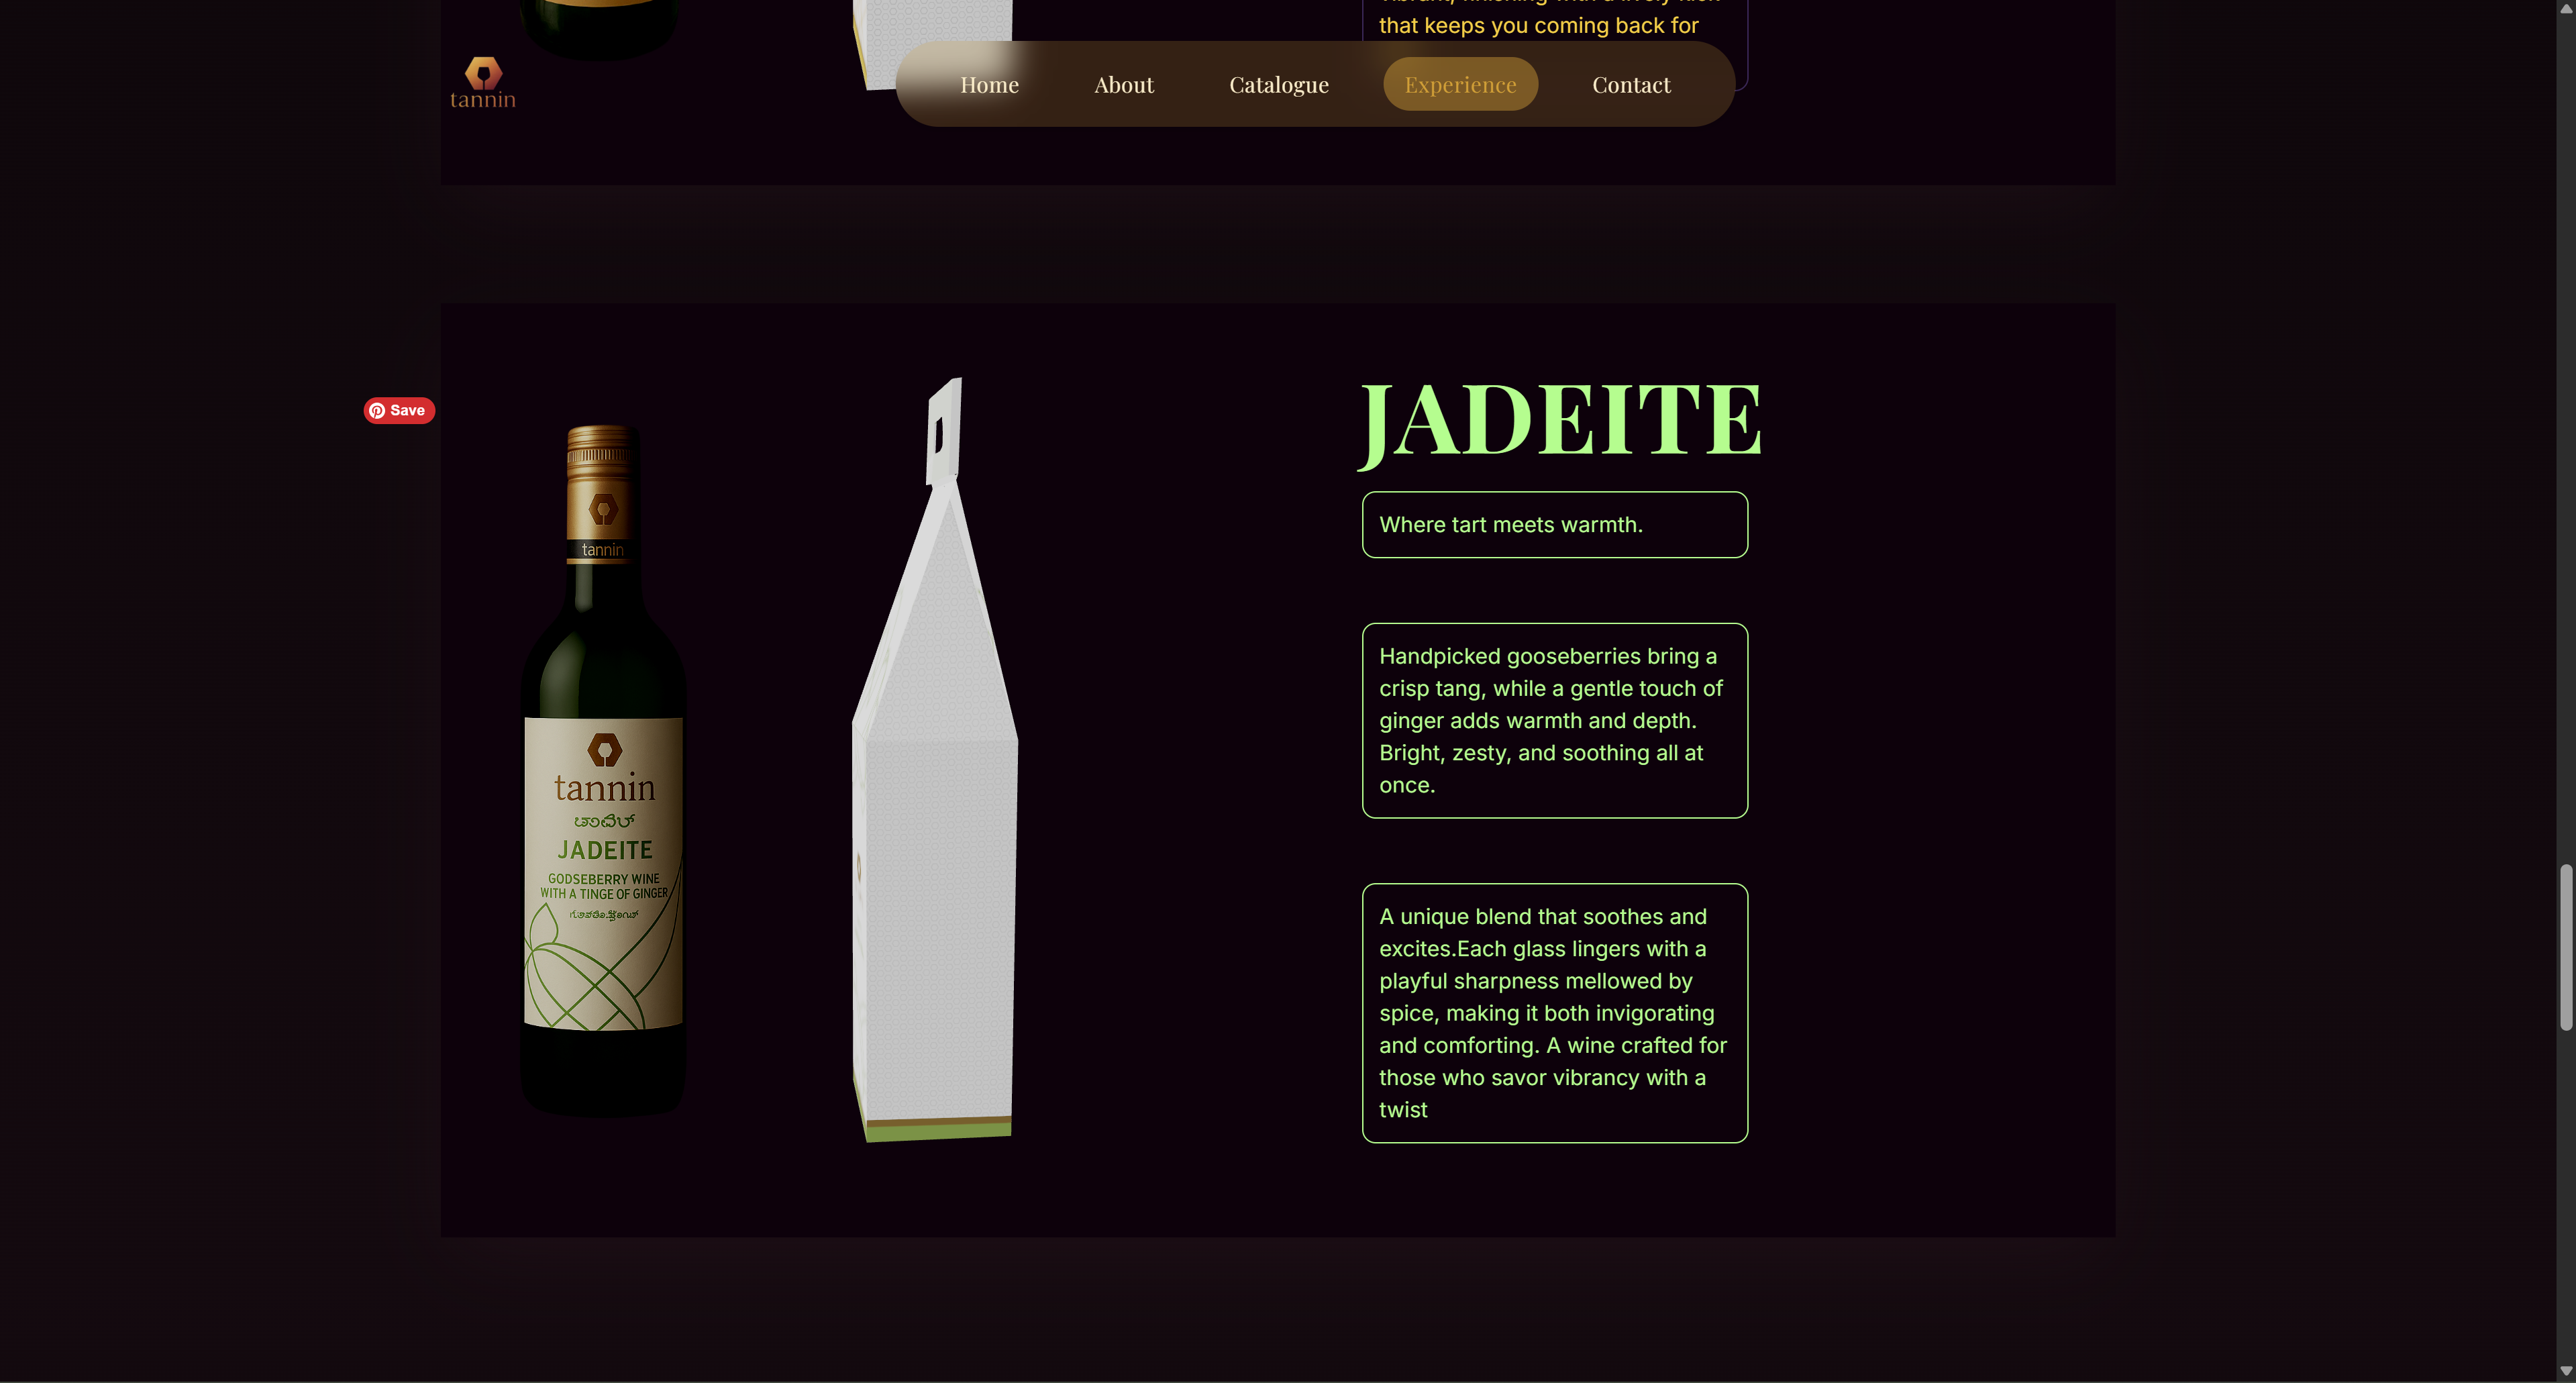 that keeps you coming back for
tannin
Home
About
Catalogue
Experience
Contact
Save
JADEITE
tannin
tannin
JADEITE
GODSEBERRY WINE
WITH A TINGE OF GINGER
Where tart meets warmth.
Handpicked gooseberries bring a
crisp tang, while a gentle touch of
ginger adds warmth and depth.
Bright, zesty, and soothing all at
once.
A unique blend that soothes and
excites.Each glass lingers with a
playful sharpness mellowed by
spice, making it both invigorating
and comforting. A wine crafted for
those who savor vibrancy with a
twist